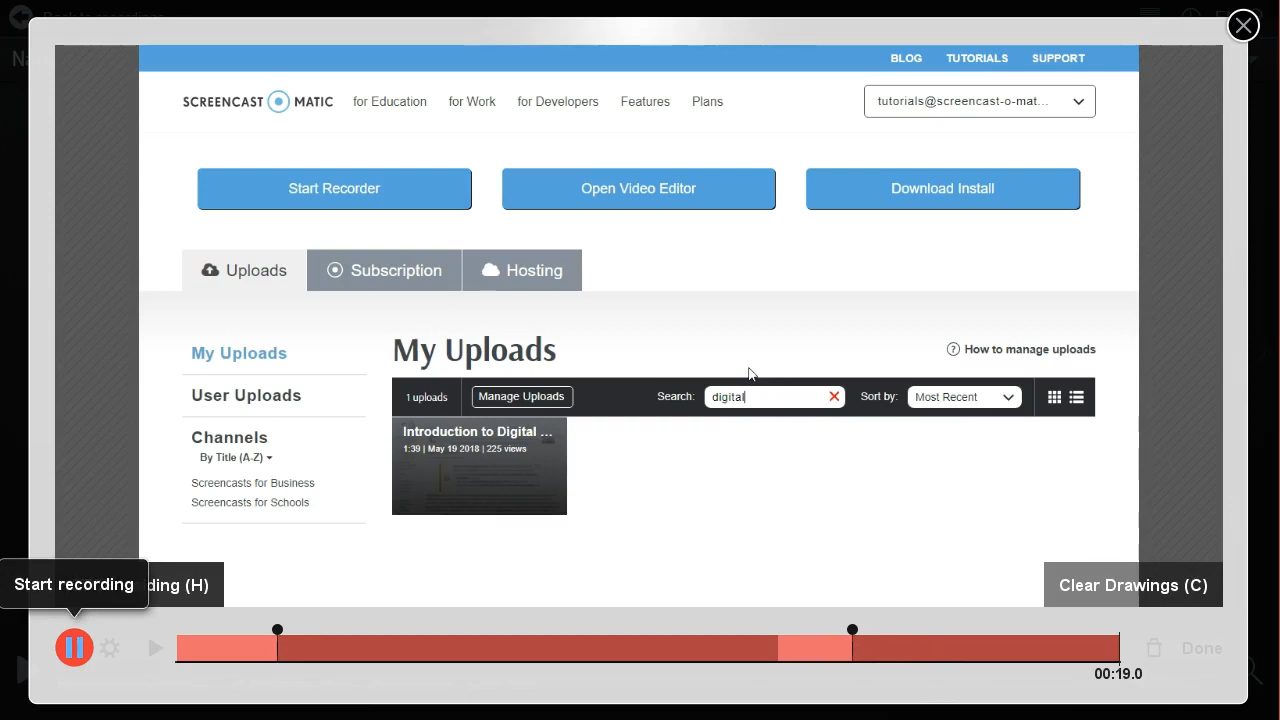 BLOG TUTORIALS SUPPORT
SCREENCAST MATIC for Education for Work for Developers Features Plans tutorials@screencast-o-mat...
Start Recorder Open Video Editor Download Install
Uploads Subscription Hosting
My Uploads
User Uploads
Channels
By Title (A-Z)
Screencasts for Business
Screencasts for Schools
My Uploads
? How to manage uploads
1 uploads Manage Uploads Search: digital Sort by: Most Recent
Introduction to Digital ...
1:39 | May 19 2018 | 225 views
Start recording
ding (H)
Clear Drawings (C)
Done
00:19.0